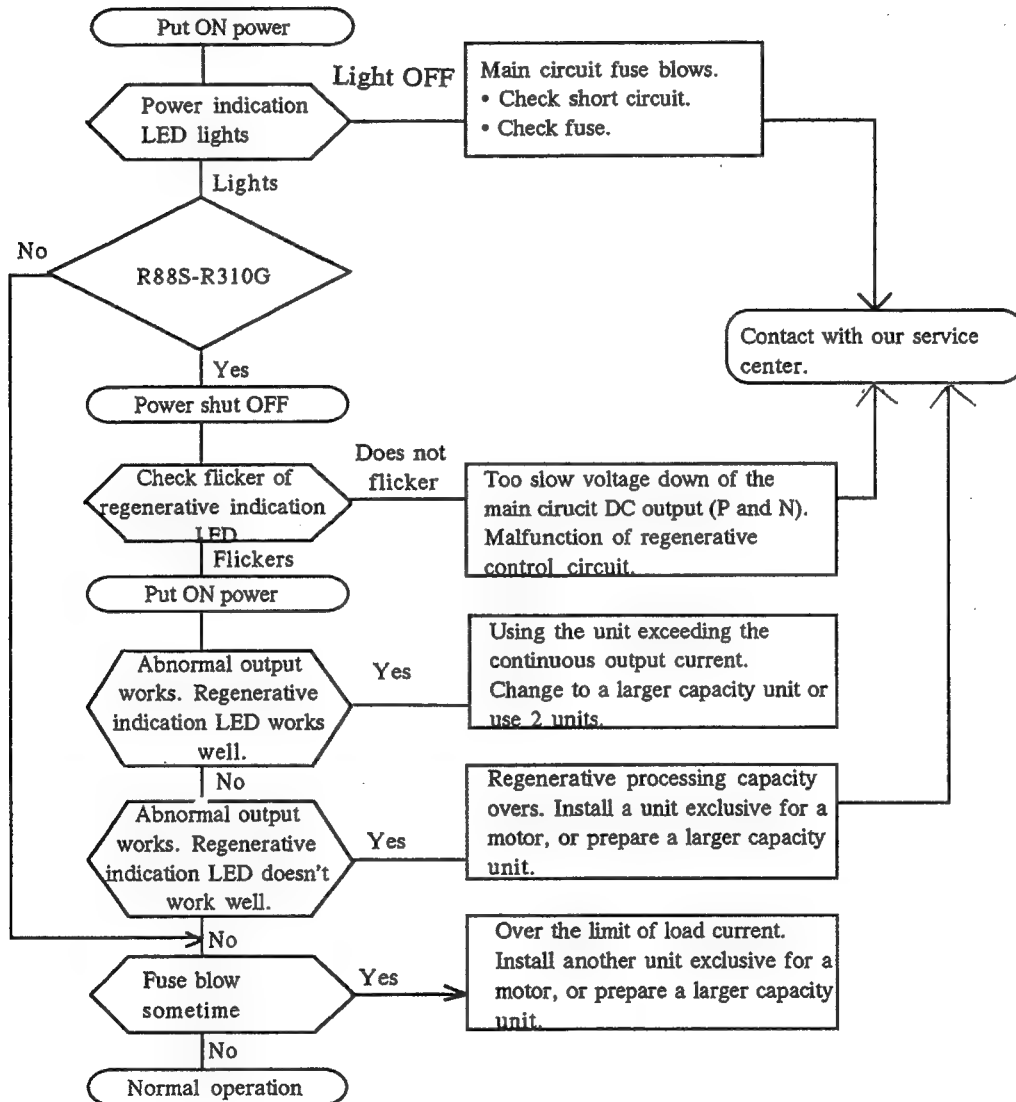 Put ON power
Light OFF
Main circuit fuse blows.
• Check short circuit.
• Check fuse.
Power indication
LED lights
Lights
No
R88S-R310G
Contact with our service
center.
Yes
Power shut OFF
Does not
flicker
Check flicker of
regenerative indication
LED
Too slow voltage down of the
main cirucit DC output (P and N).
Malfunction of regenerative
control circuit.
Flickers
Put ON power
Abnormal output
works. Regenerative
indication LED works
well.
Yes
Using the unit exceeding the
continuous output current.
Change to a larger capacity unit or
use 2 units.
No
Abnormal output
works. Regenerative
indication LED doesn't
work well.
Yes
Regenerative processing capacity
overs. Install a unit exclusive for a
motor, or prepare a larger capacity
unit.
No
Fuse blow
sometime
Yes
Over the limit of load current.
Install another unit exclusive for a
motor, or prepare a larger capacity
unit.
No
Normal operation